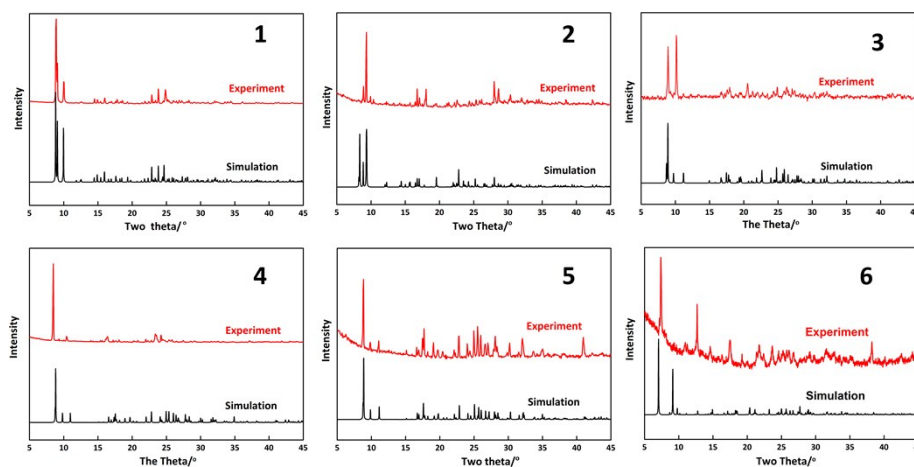 1
Intensity
Experiment
Simulation
5 10 15 20 25 30 35 40 45
Two theta/°
2
Intensity
Experiment
Simulation
5 10 15 20 25 30 35 40 45
Two Theta/°
3
Intensity
Experiment
Simulation
5 10 15 20 25 30 35 40 45
The Theta/°
4
Intensity
Experiment
Simulation
5 10 15 20 25 30 35 40 45
The Theta/°
5
Intensity
Experiment
Simulation
5 10 15 20 25 30 35 40 45
Two theta/°
6
Intensity
Experiment
Simulation
5 10 15 20 25 30 35 40 45
Two Theta/°